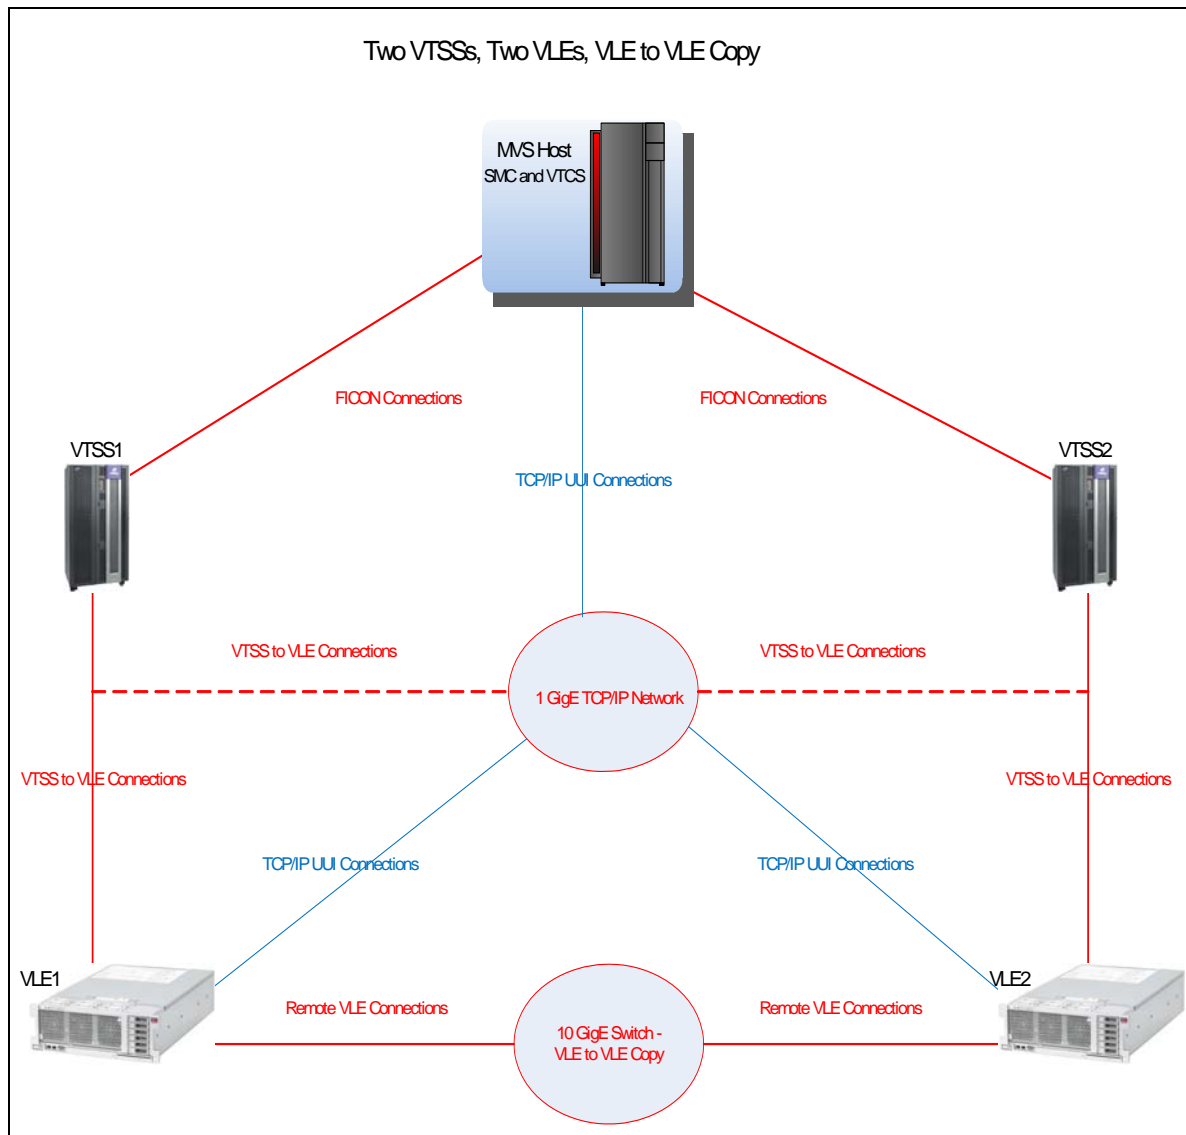 Two VTSSs, Two VLEs, VLE to VLE Copy
MVS Host
SMC and VTCS
FICON Connections
FICON Connections
VTSS1
VTSS2
TCP/IP UUI Connections
VTSS to VLE Connections
VTSS to VLE Connections
1 GigE TCP/IP Network
VTSS to VLE Connections
VTSS to VLE Connections
TCP/IP UUI Connections
TCP/IP UUI Connections
VLE1
VLE2
Remote VLE Connections
Remote VLE Connections
10 GigE Switch -
VLE to VLE Copy